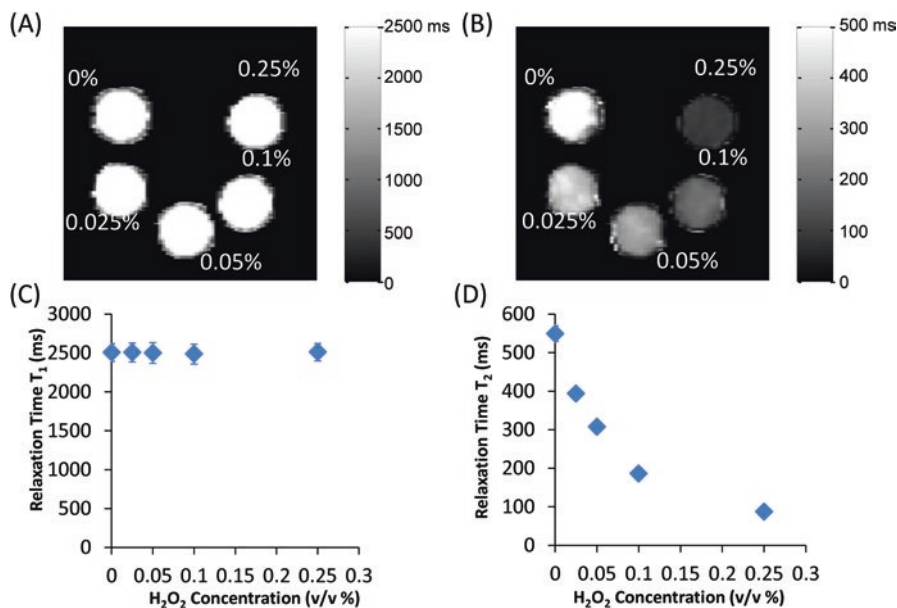 (A)
2500 ms
2000
1500
1000
500
0
0%
0.25%
0.1%
0.025%
0.05%
(B)
500 ms
400
300
200
100
0
0%
0.25%
0.1%
0.025%
0.05%
(C)
Relaxation Time T₁ (ms)
3000
2500
2000
1500
1000
500
0
0 0.05 0.1 0.15 0.2 0.25 0.3
H₂O₂ Concentration (v/v %)
(D)
Relaxation Time T₂ (ms)
600
500
400
300
200
100
0
0 0.05 0.1 0.15 0.2 0.25 0.3
H₂O₂ Concentration (v/v %)